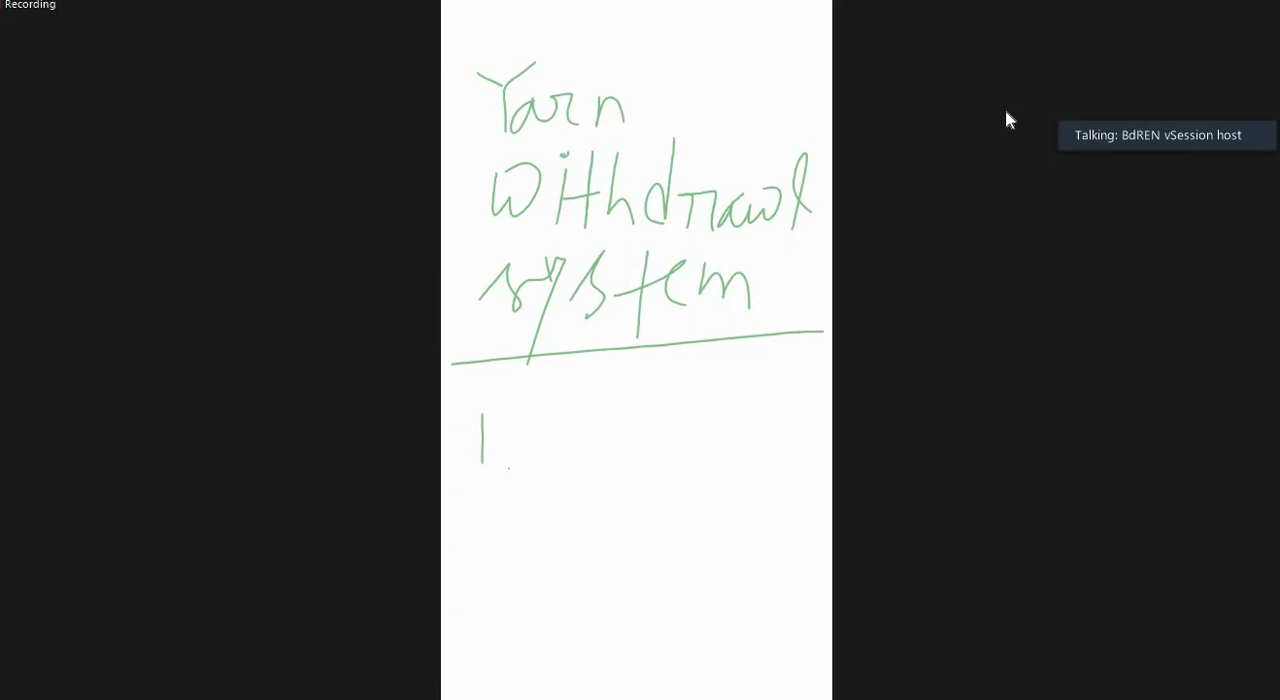 Recording
Yarn
Withdrawl
system
1.
Talking: BdREN vSession host